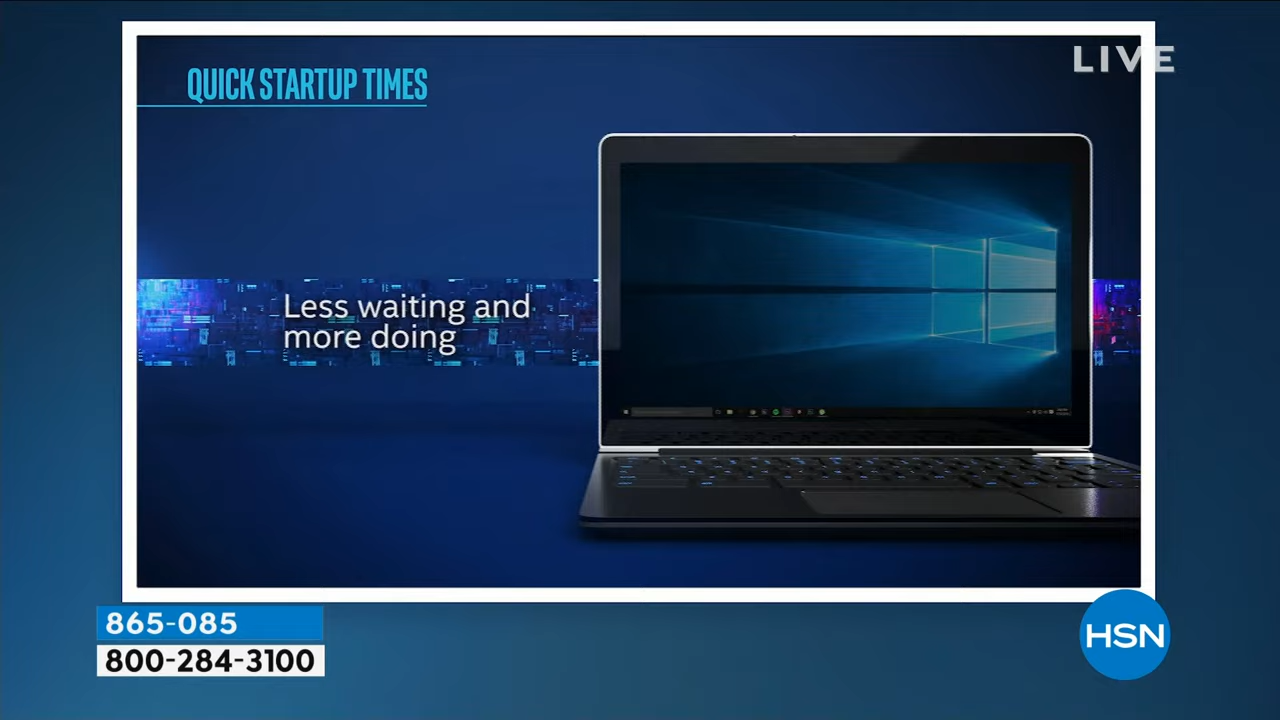 LIVE
QUICK STARTUP TIMES
Less waiting and
more doing
865-085
800-284-3100
HSN